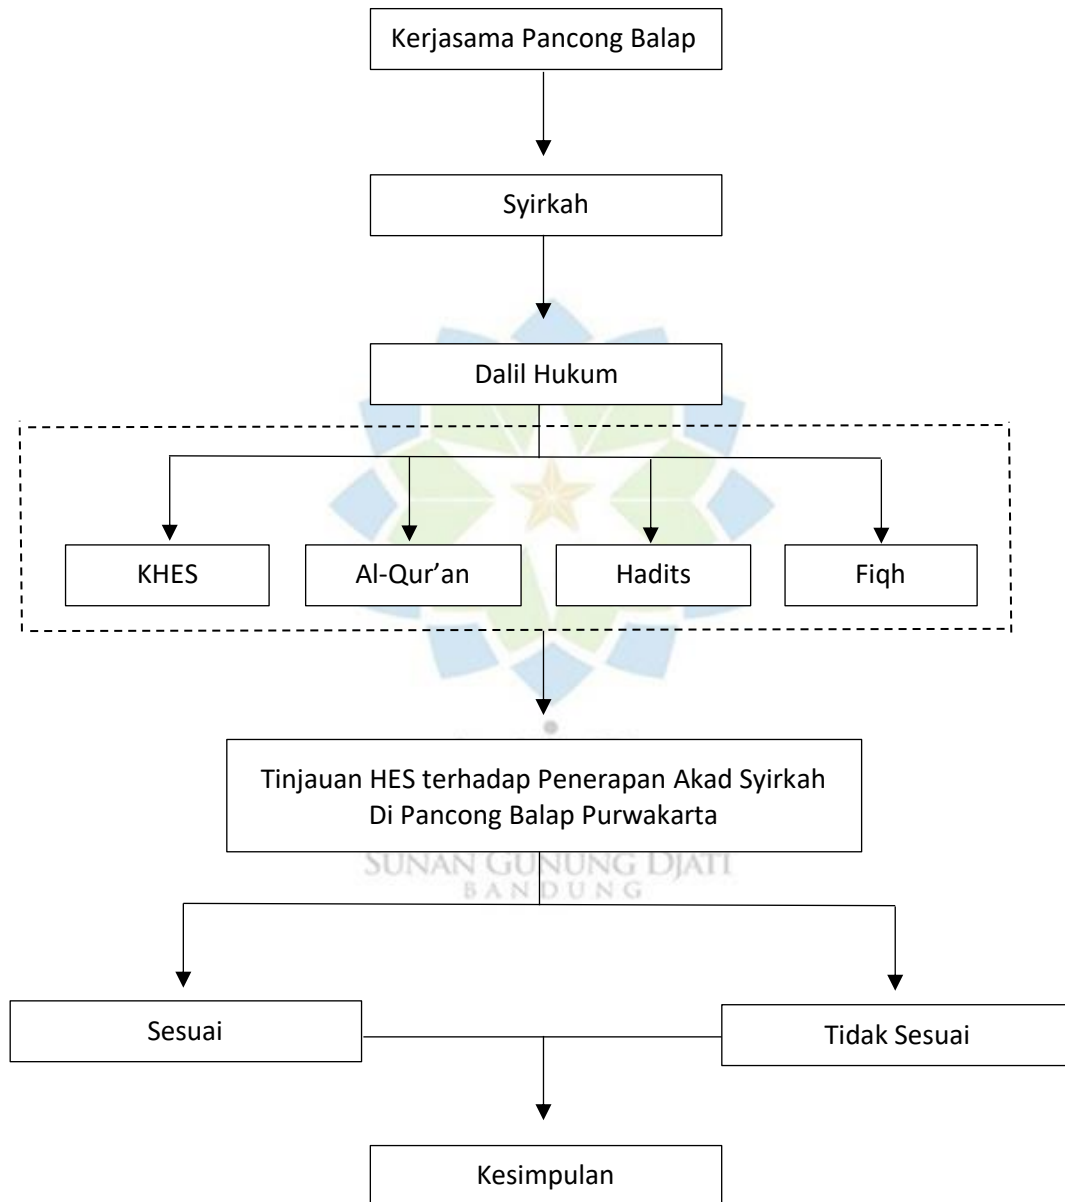 Kerjasama Pancong Balap
Syirkah
Dalil Hukum
KHES
Al-Qur’an
Hadits
Fiqh
Tinjauan HES terhadap Penerapan Akad Syirkah
Di Pancong Balap Purwakarta
SUNAN GUNUNG DJATI
BANDUNG
Sesuai
Tidak Sesuai
Kesimpulan